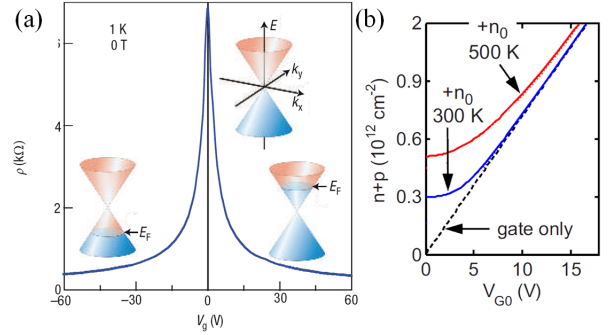 (a)
1 K
0 T
E
k_y
k_x
E_F
E_F
ρ (kΩ)
6
4
2
0
−60
−30
0
30
60
V_g (V)
(b)
+n_0
500 K
+n_0
300 K
gate only
n+p (10^12 cm^-2)
2
1.5
0.9
0.6
0.3
0
0
5
10
15
V_G0 (V)